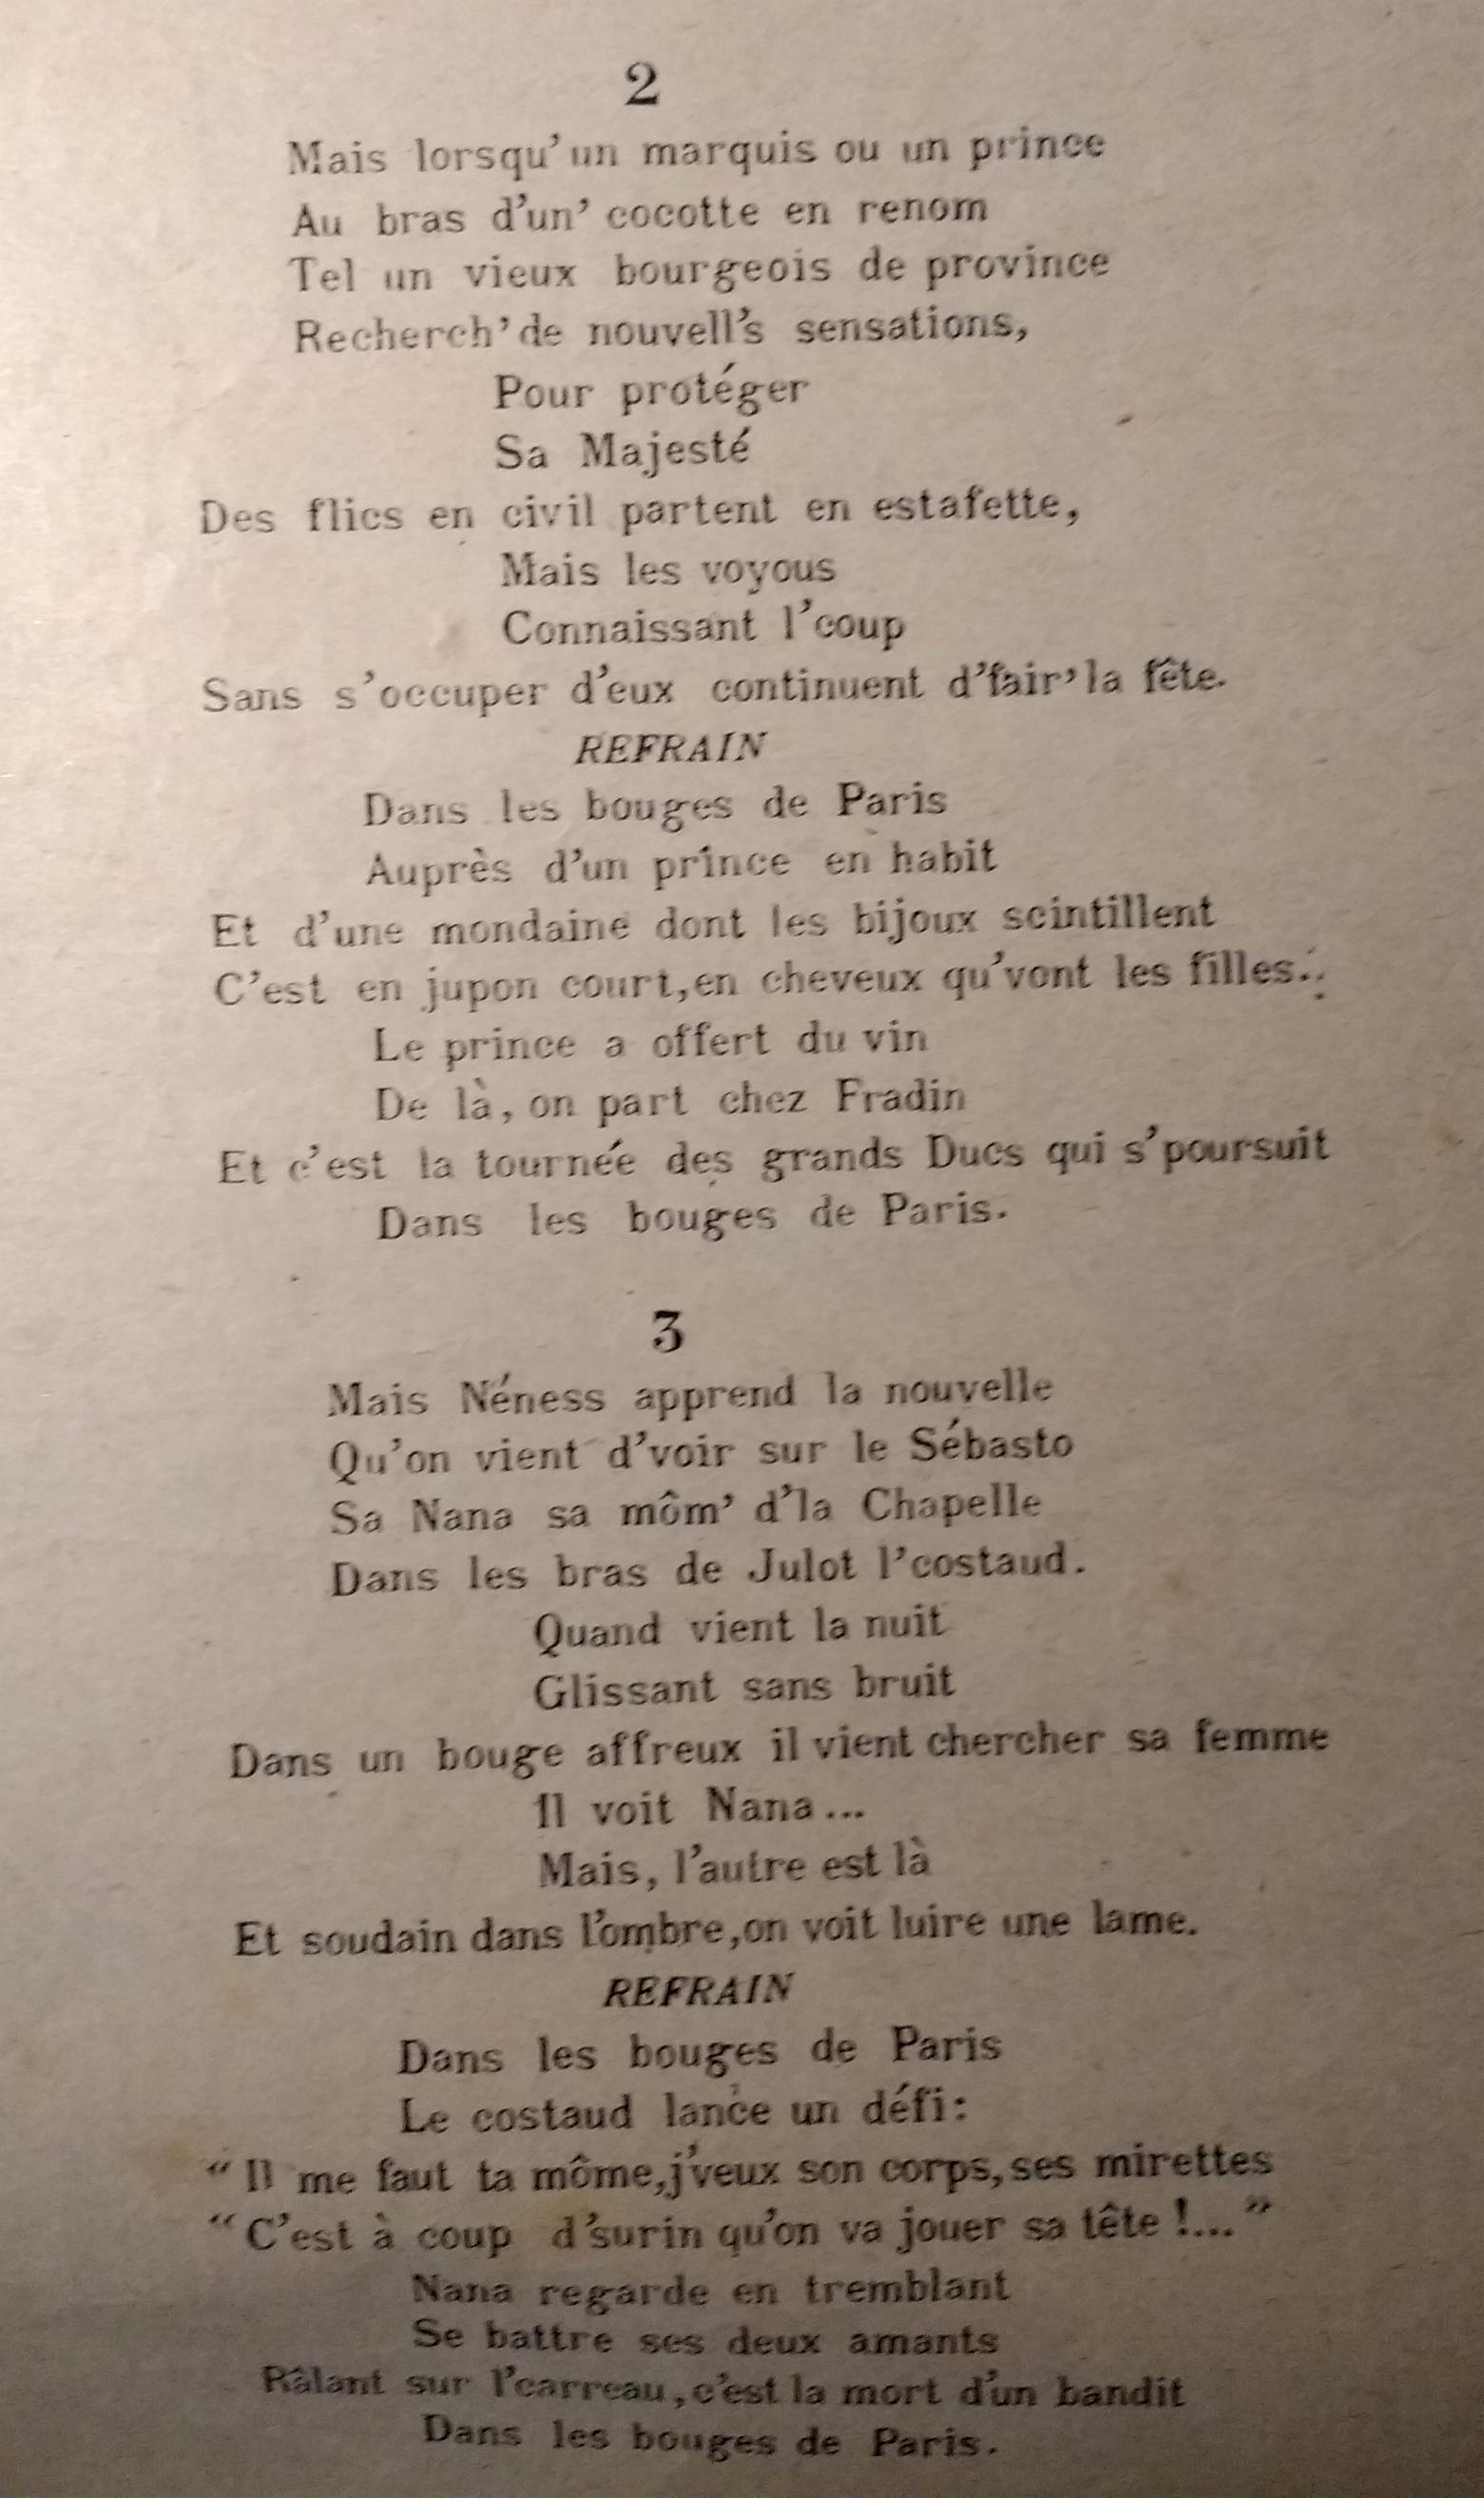 2
Mais lorsqu'un marquis ou un prince
Au bras d'un' cocotte en renom
Tel un vieux bourgeois de province
Recherch' de nouvell's sensations,
Pour protéger
Sa Majesté
Des flics en civil partent en estafette,
Mais les voyous
Connaissant l'coup
Sans s'occuper d'eux continuent d'fair' la fête.
REFRAIN
Dans les bouges de Paris
Auprès d'un prince en habit
Et d'une mondaine dont les bijoux scintillent
C'est en jupon court, en cheveux qu'vont les filles...
Le prince a offert du vin
De là, on part chez Fradin
Et c'est la tournée des grands Ducs qui s'poursuit
Dans les bouges de Paris.
3
Mais Néness apprend la nouvelle
Qu'on vient d'voir sur le Sébasto
Sa Nana sa môm' d'la Chapelle
Dans les bras de Julot l'costaud.
Quand vient la nuit
Glissant sans bruit
Dans un bouge affreux il vient chercher sa femme
Il voit Nana...
Mais, l'autre est là
Et soudain dans l'ombre, on voit luire une lame.
REFRAIN
Dans les bouges de Paris
Le costaud lance un défi:
"Il me faut ta môme, j'veux son corps, ses mirettes
"C'est à coup d'surin qu'on va jouer sa tête !..."
Nana regarde en tremblant
Se battre ses deux amants
Râlant sur l'carreau, c'est la mort d'un bandit
Dans les bouges de Paris.